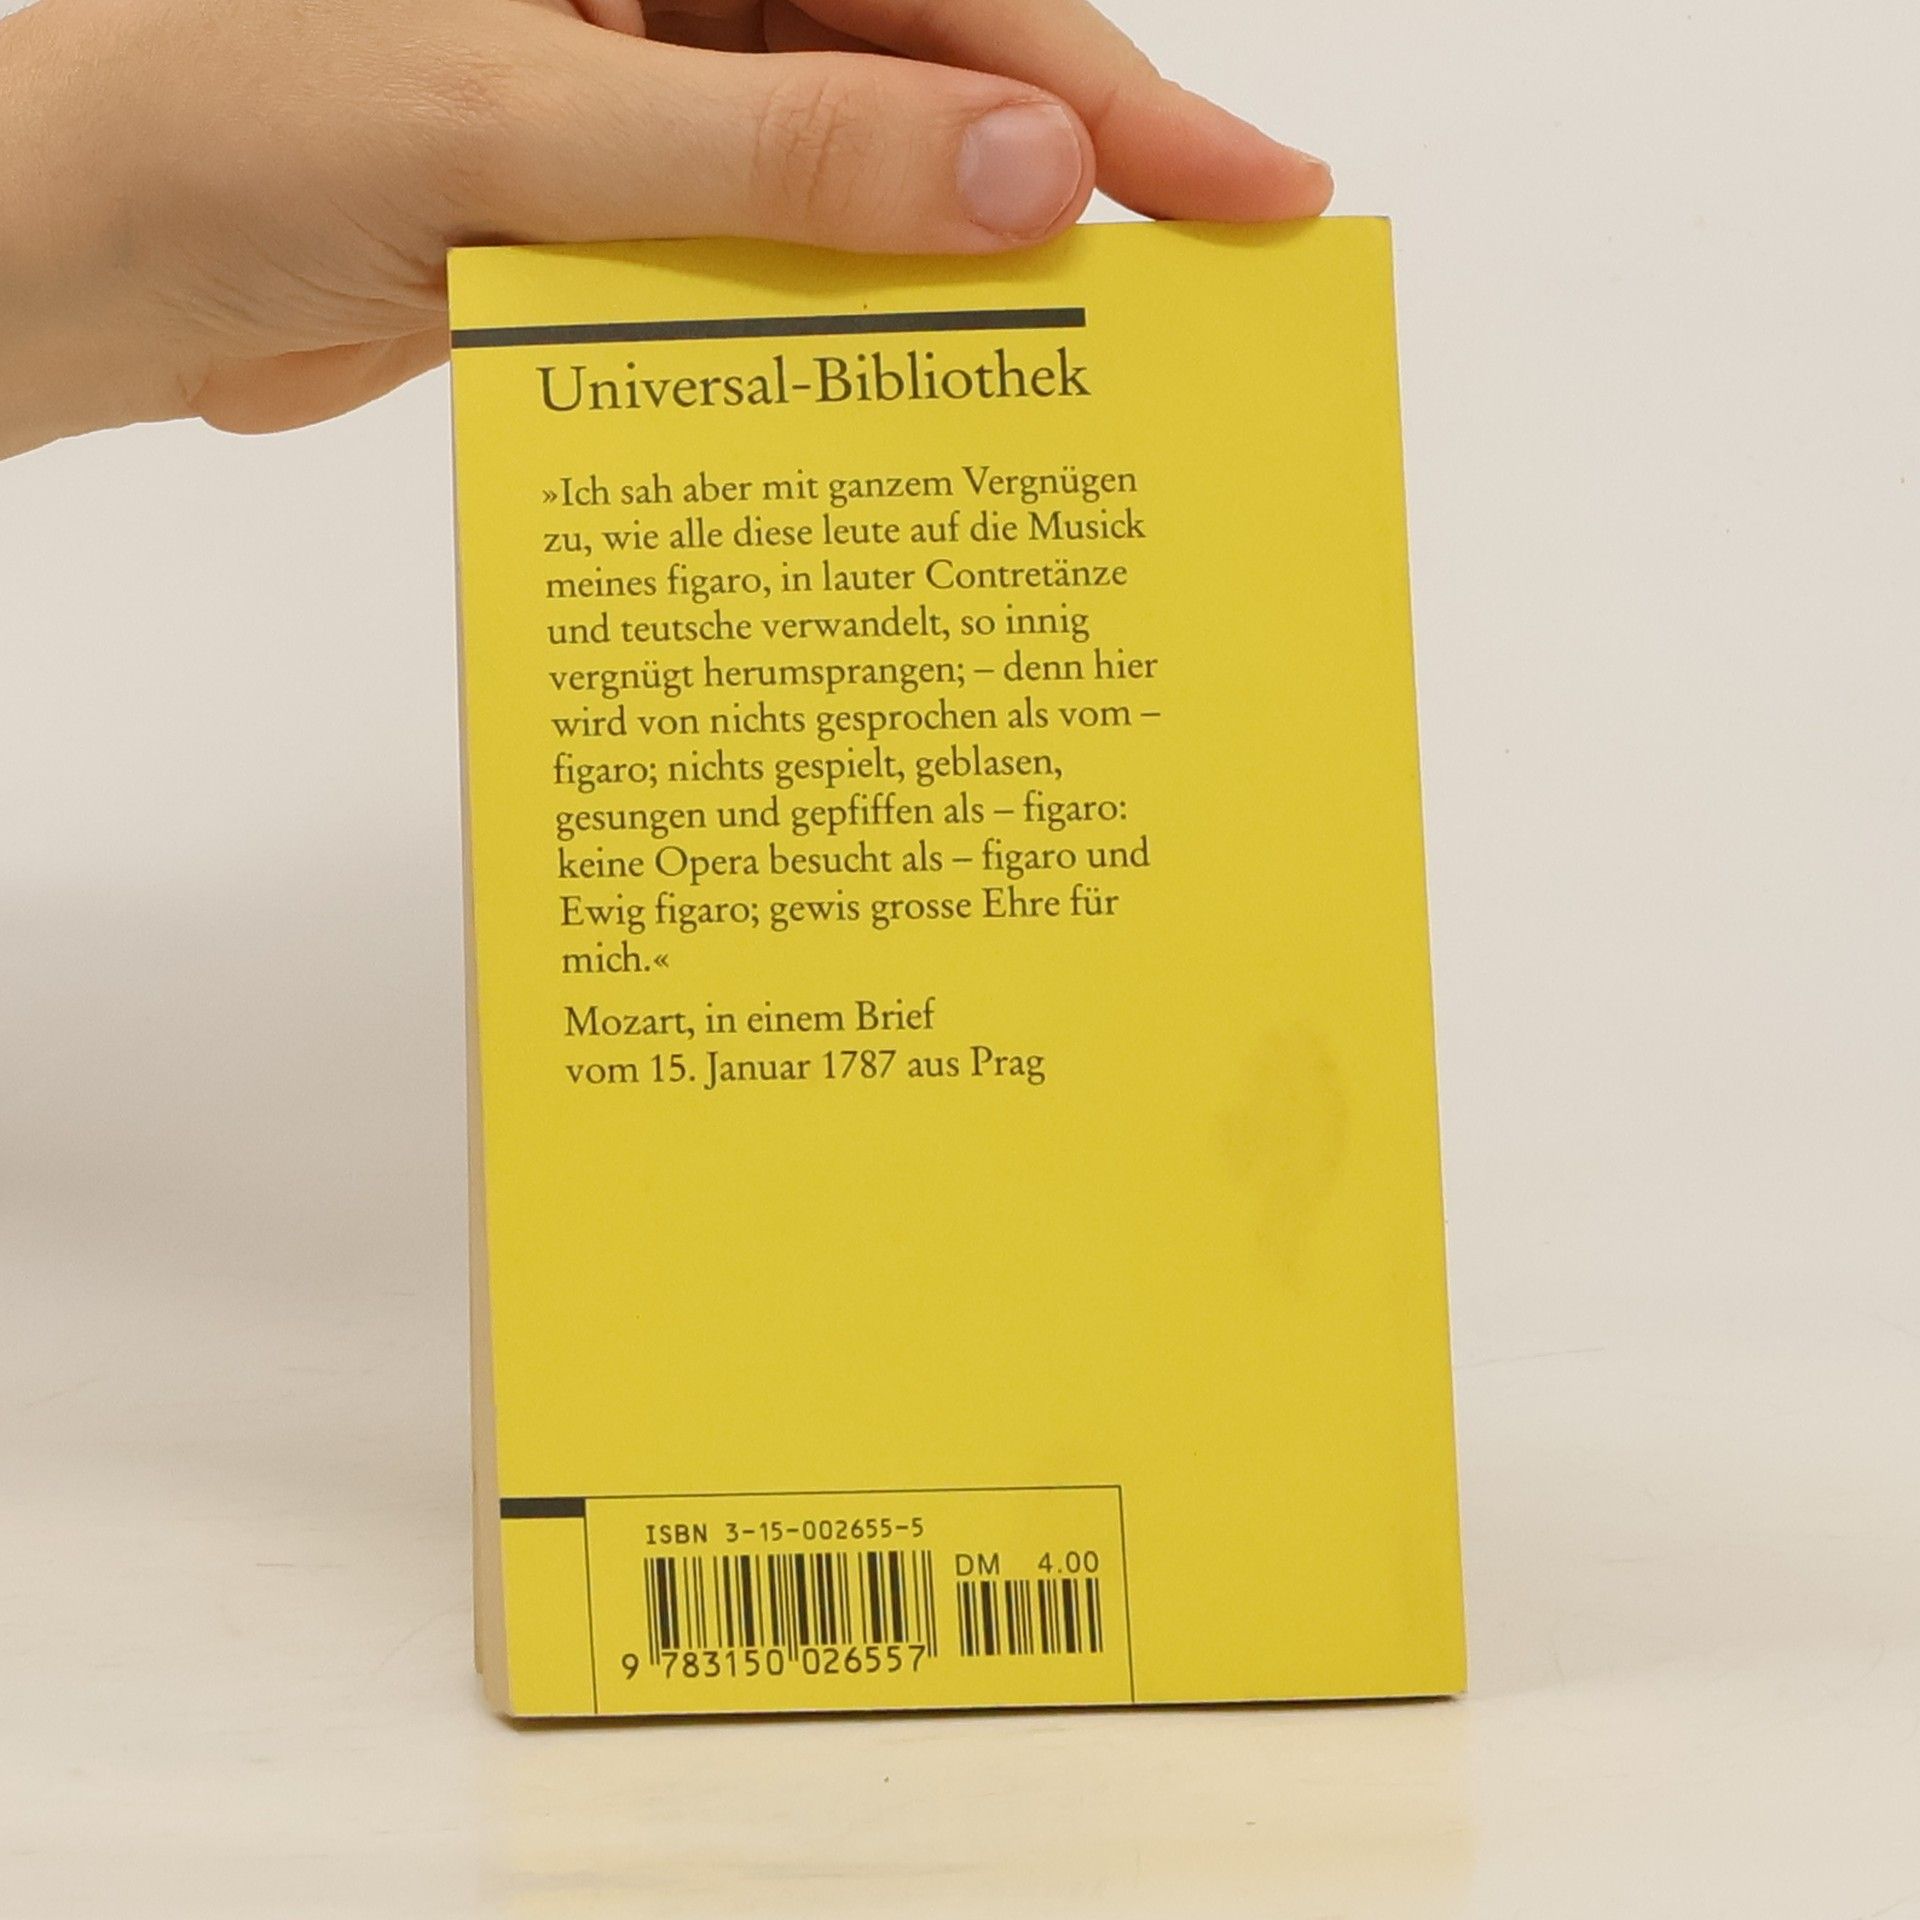 Universal-Bibliothek
»Ich sah aber mit ganzem Vergnügen
zu, wie alle diese leute auf die Musick
meines figaro, in lauter Contretänze
und teutsche verwandelt, so innig
vergnügt herumsprangen; – denn hier
wird von nichts gesprochen als vom –
figaro; nichts gespielt, geblasen,
gesungen und gepfiffen als – figaro:
keine Opera besucht als – figaro und
Ewig figaro; gewis grosse Ehre für
mich.«
Mozart, in einem Brief
vom 15. Januar 1787 aus Prag
ISBN 3-15-002655-5
DM 4.00
9 783150 026557